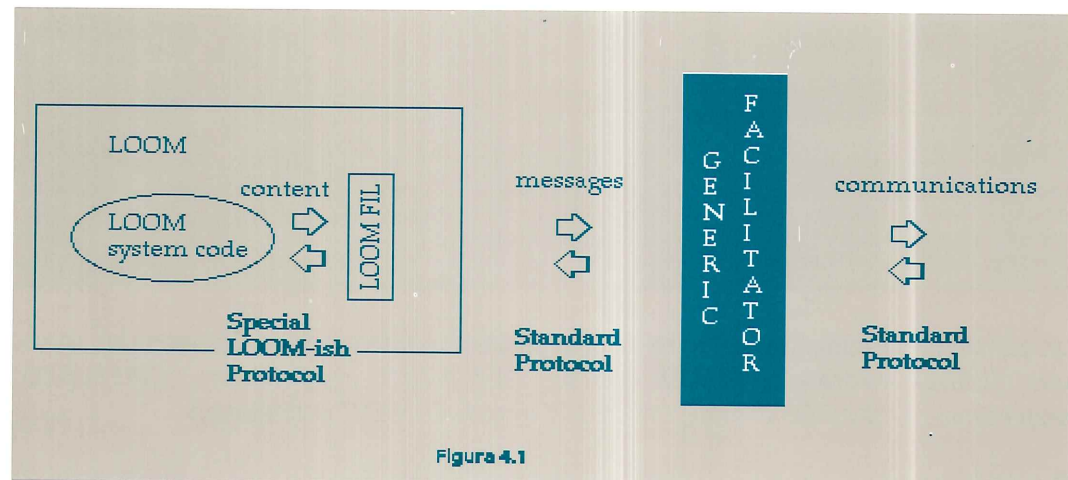 LOOM
LOOM
system code
content
LOOM FIL
Special
LOOM-ish
Protocol
messages
Standard
Protocol
GENERIC
FACILITATOR
communications
Standard
Protocol
Figura 4.1